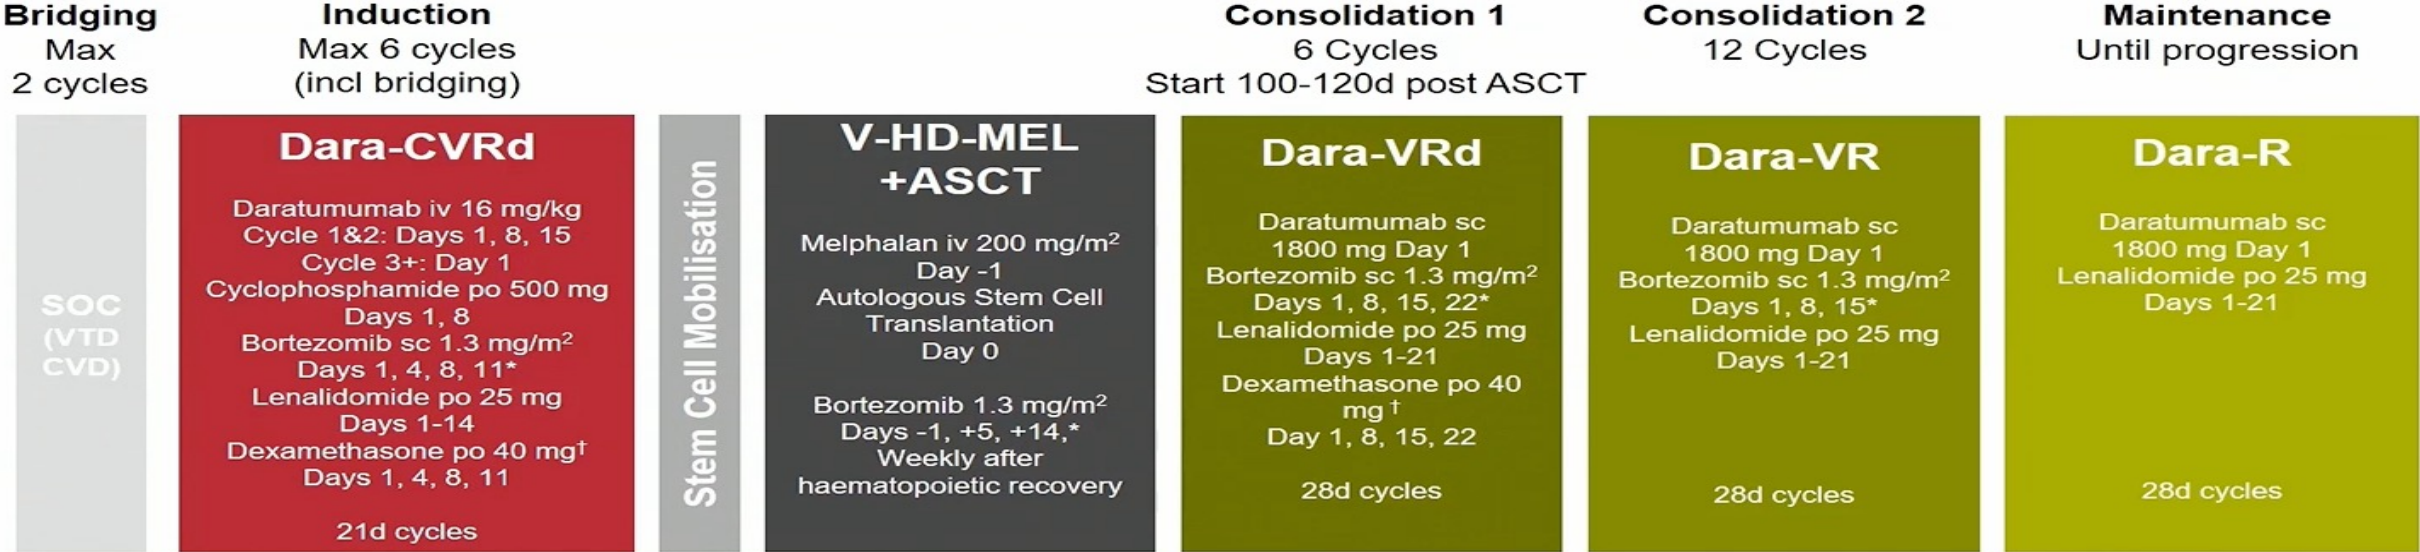 Bridging
Max
2 cycles
SOC
(VTD
CVD)
Induction
Max 6 cycles
(incl bridging)
Dara-CVRd
Daratumumab iv 16 mg/kg
Cycle 1&2: Days 1, 8, 15
Cycle 3+: Day 1
Cyclophosphamide po 500 mg
Days 1, 8
Bortezomib sc 1.3 mg/m²
Days 1, 4, 8, 11*
Lenalidomide po 25 mg
Days 1-14
Dexamethasone po 40 mg†
Days 1, 4, 8, 11
21d cycles
Stem Cell Mobilisation
V-HD-MEL
+ASCT
Melphalan iv 200 mg/m²
Day -1
Autologous Stem Cell
Translantation
Day 0
Bortezomib 1.3 mg/m²
Days -1, +5, +14,*
Weekly after
haematopoietic recovery
Consolidation 1
6 Cycles
Start 100-120d post ASCT
Dara-VRd
Daratumumab sc
1800 mg Day 1
Bortezomib sc 1.3 mg/m²
Days 1, 8, 15, 22*
Lenalidomide po 25 mg
Days 1-21
Dexamethasone po 40
mg †
Day 1, 8, 15, 22
28d cycles
Consolidation 2
12 Cycles
Dara-VR
Daratumumab sc
1800 mg Day 1
Bortezomib sc 1.3 mg/m²
Days 1, 8, 15*
Lenalidomide po 25 mg
Days 1-21
28d cycles
Maintenance
Until progression
Dara-R
Daratumumab sc
1800 mg Day 1
Lenalidomide po 25 mg
Days 1-21
28d cycles